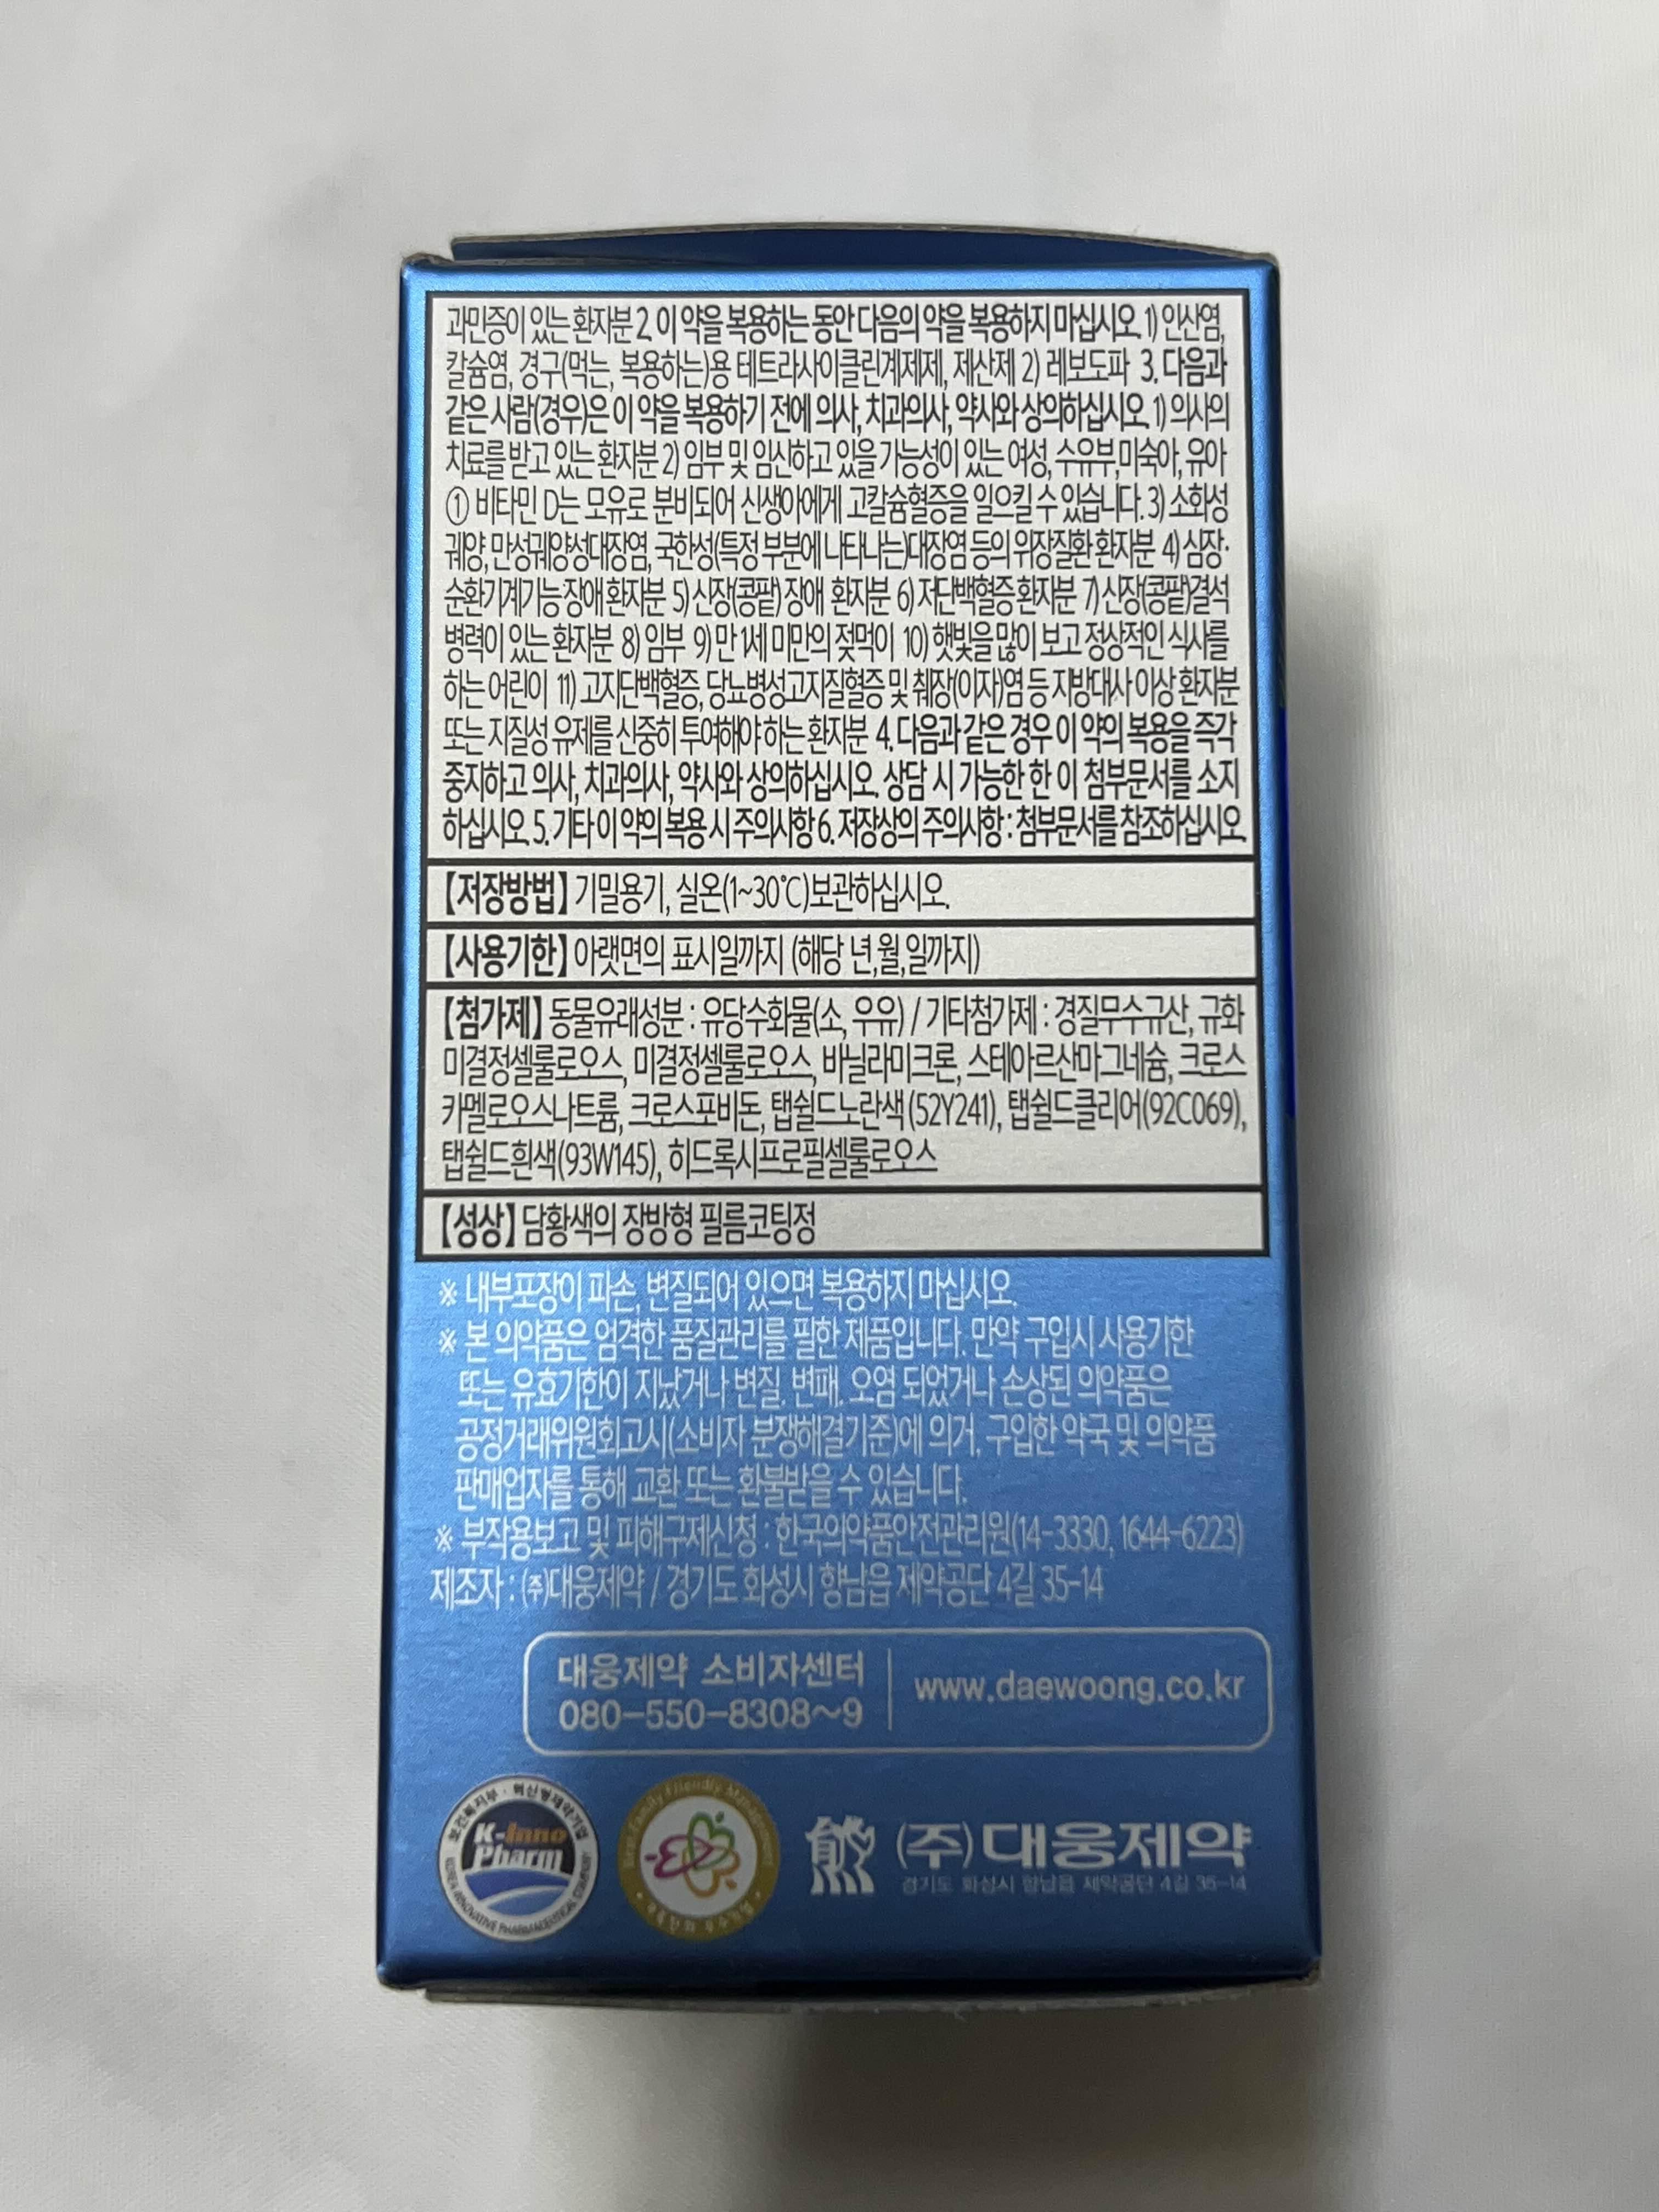 과민증이 있는 환자분 2. 이 약을 복용하는 동안 다음의 약을 복용하지 마십시오. 1) 인산염,
칼슘염, 경구(먹는, 복용하는)용 테트라사이클린계제제, 제산제 2) 레보도파 3. 다음과
같은 사람(경우)은 이 약을 복용하기 전에 의사, 치과의사, 약사와 상의하십시오. 1) 의사의
치료를 받고 있는 환자분 2) 임부 및 임신하고 있을 가능성이 있는 여성, 수유부,미숙아, 유아
① 비타민 D는 모유로 분비되어 신생아에게 고칼슘혈증을 일으킬 수 있습니다. 3) 소화성
궤양, 만성궤양성대장염, 국한성(특정 부분에 나타나는)대장염 등의 위장질환 환자분 4) 심장·
순환기계기능 장애 환자분 5) 신장(콩팥) 장애 환자분 6) 저단백혈증 환자분 7) 신장(콩팥)결석
병력이 있는 환자분 8) 임부 9) 만 1세 미만의 젖먹이 10) 햇빛을 많이 보고 정상적인 식사를
하는 어린이 11) 고지단백혈증, 당뇨병성고지질혈증 및 췌장(이자)염 등 지방대사 이상 환자분
또는 지질성 유제를 신중히 투여해야 하는 환자분 4. 다음과 같은 경우 이 약의 복용을 즉각
중지하고 의사, 치과의사, 약사와 상의하십시오. 상담 시 가능한 한 이 첨부문서를 소지
하십시오. 5. 기타 이 약의 복용 시 주의사항 6. 저장상의 주의사항 : 첨부문서를 참조하십시오.
【저장방법】 기밀용기, 실온(1~30℃)보관하십시오.
【사용기한】 아랫면의 표시일까지 (해당 년,월,일까지)
【첨가제】 동물유래성분 : 유당수화물(소, 우유) / 기타첨가제 : 경질무수규산, 규화
미결정셀룰로오스, 미결정셀룰로오스, 바닐라미크론, 스테아르산마그네슘, 크로스
카멜로오스나트륨, 크로스포비돈, 탭쉴드노란색(52Y241), 탭쉴드클리어(92C069),
탭쉴드흰색(93W145), 히드록시프로필셀룰로오스
【성상】 담황색의 장방형 필름코팅정
※ 내부포장이 파손, 변질되어 있으면 복용하지 마십시오.
※ 본 의약품은 엄격한 품질관리를 필한 제품입니다. 만약 구입시 사용기한
또는 유효기한이 지났거나 변질, 변패, 오염 되었거나 손상된 의약품은
공정거래위원회고시(소비자 분쟁해결기준)에 의거, 구입한 약국 및 의약품
판매업자를 통해 교환 또는 환불받을 수 있습니다.
※ 부작용보고 및 피해구제신청 : 한국의약품안전관리원(14-3330, 1644-6223)
제조자 : (주)대웅제약 / 경기도 화성시 향남읍 제약공단 4길 35-14
대웅제약 소비자센터
080-550-8308~9
www.daewoong.co.kr
보건복지부 · 혁신형제약기업
K-Inno
Pharm
KOREA INNOVATIVE PHARMACEUTICAL COMPANY
Best Family Friendly Management
가족친화 우수기업
(주)대웅제약
경기도 화성시 향남읍 제약공단 4길 35-14